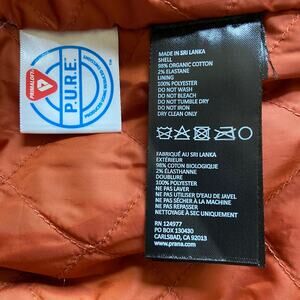 PRIMALOFT
P.U.R.E.™
MADE IN SRI LANKA
SHELL
98% ORGANIC COTTON
2% ELASTANE
LINING
100% POLYESTER
DO NOT WASH
DO NOT BLEACH
DO NOT TUMBLE DRY
DO NOT IRON
DRY CLEAN ONLY
FABRIQUÉ AU SRI LANKA
EXTÉRIEUR
98% COTON BIOLOGIQUE
2% ÉLASTHANNE
DOUBLURE
100% POLYESTER
NE PAS LAVER
NE PAS UTILISER D'EAU DE JAVEL
NE PAS SÉCHER À LA MACHINE
NE PAS REPASSER
NETTOYAGE À SEC UNIQUEMENT
RN 124977
PO BOX 130430
CARLSBAD, CA 92013
www.prana.com